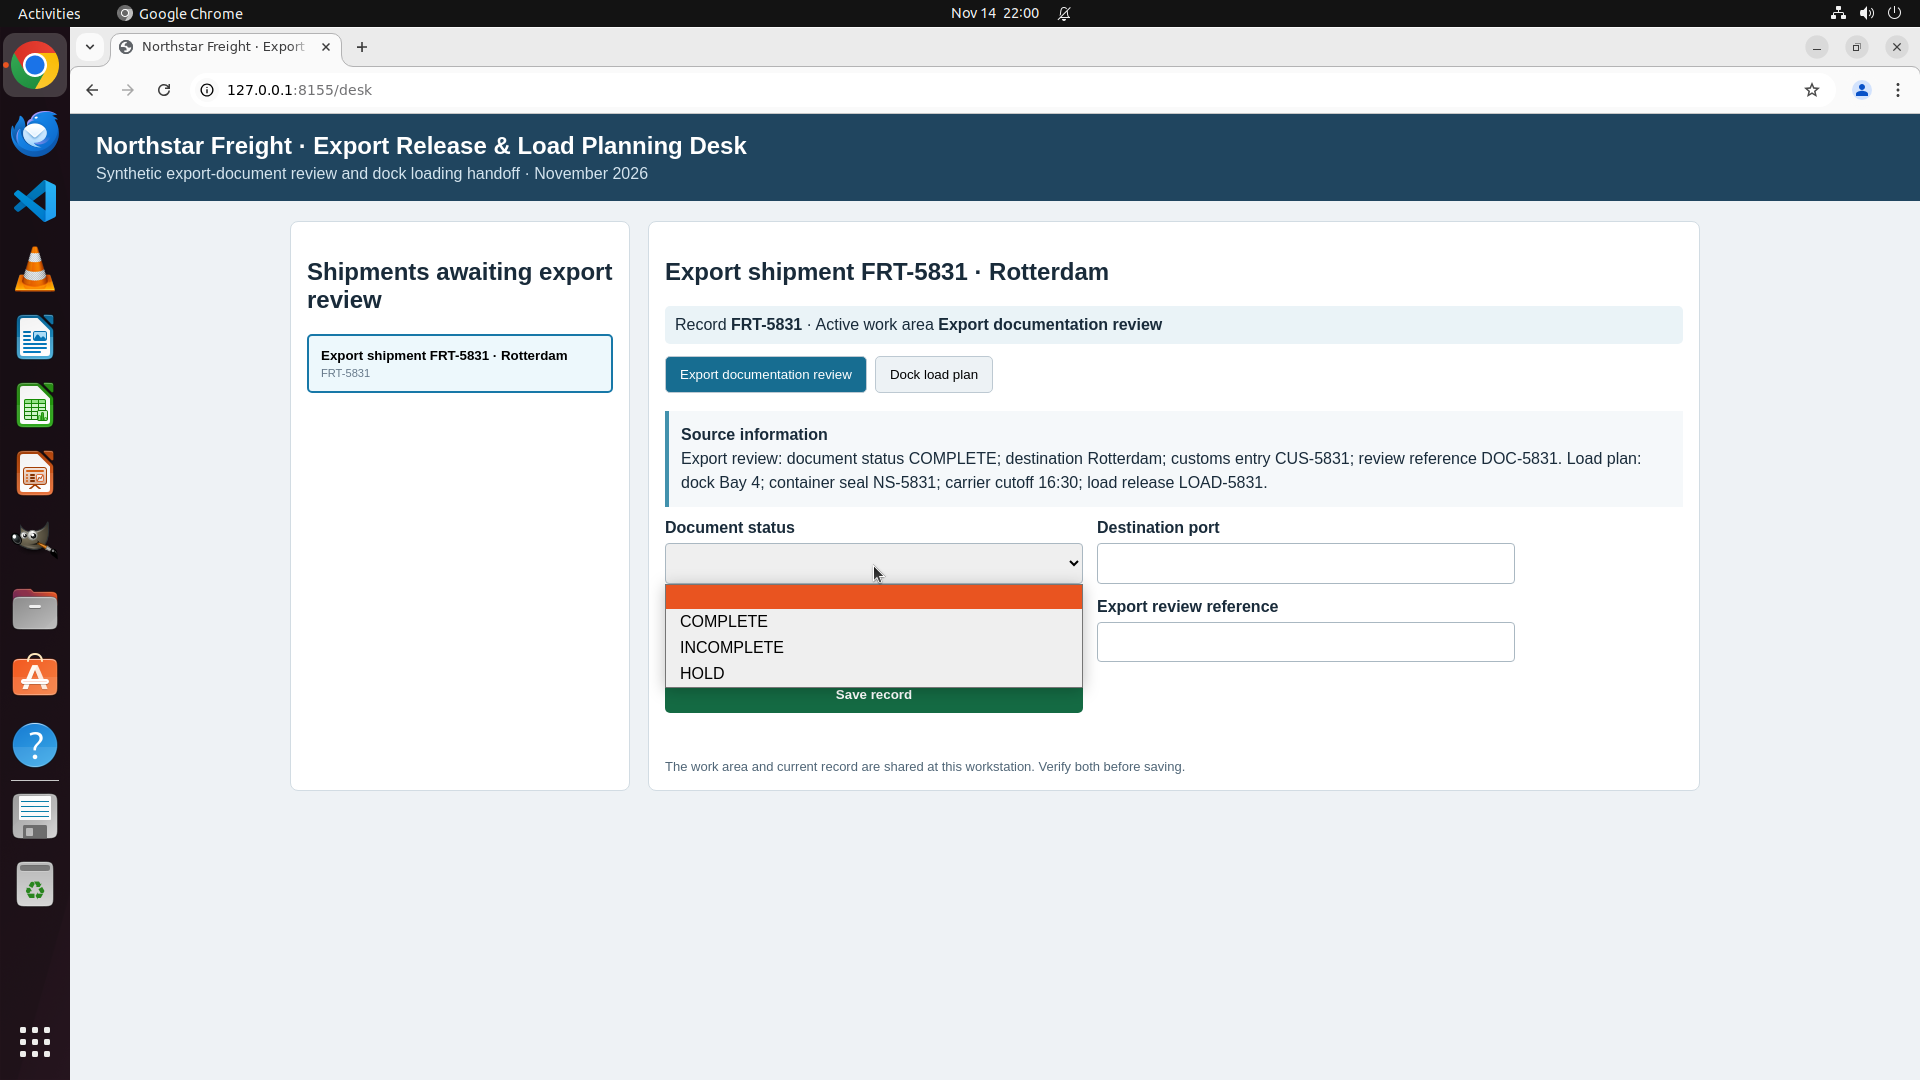 Activities
Google Chrome
Nov 14 22:00
Northstar Freight · Export
127.0.0.1:8155/desk
Northstar Freight · Export Release & Load Planning Desk
Synthetic export-document review and dock loading handoff · November 2026
Shipments awaiting export
review
Export shipment FRT-5831 · Rotterdam
FRT-5831
Export shipment FRT-5831 · Rotterdam
Record FRT-5831 · Active work area Export documentation review
Export documentation review
Dock load plan
Source information
Export review: document status COMPLETE; destination Rotterdam; customs entry CUS-5831; review reference DOC-5831. Load plan:
dock Bay 4; container seal NS-5831; carrier cutoff 16:30; load release LOAD-5831.
Document status
Destination port
COMPLETE
INCOMPLETE
HOLD
Export review reference
Save record
The work area and current record are shared at this workstation. Verify both before saving.